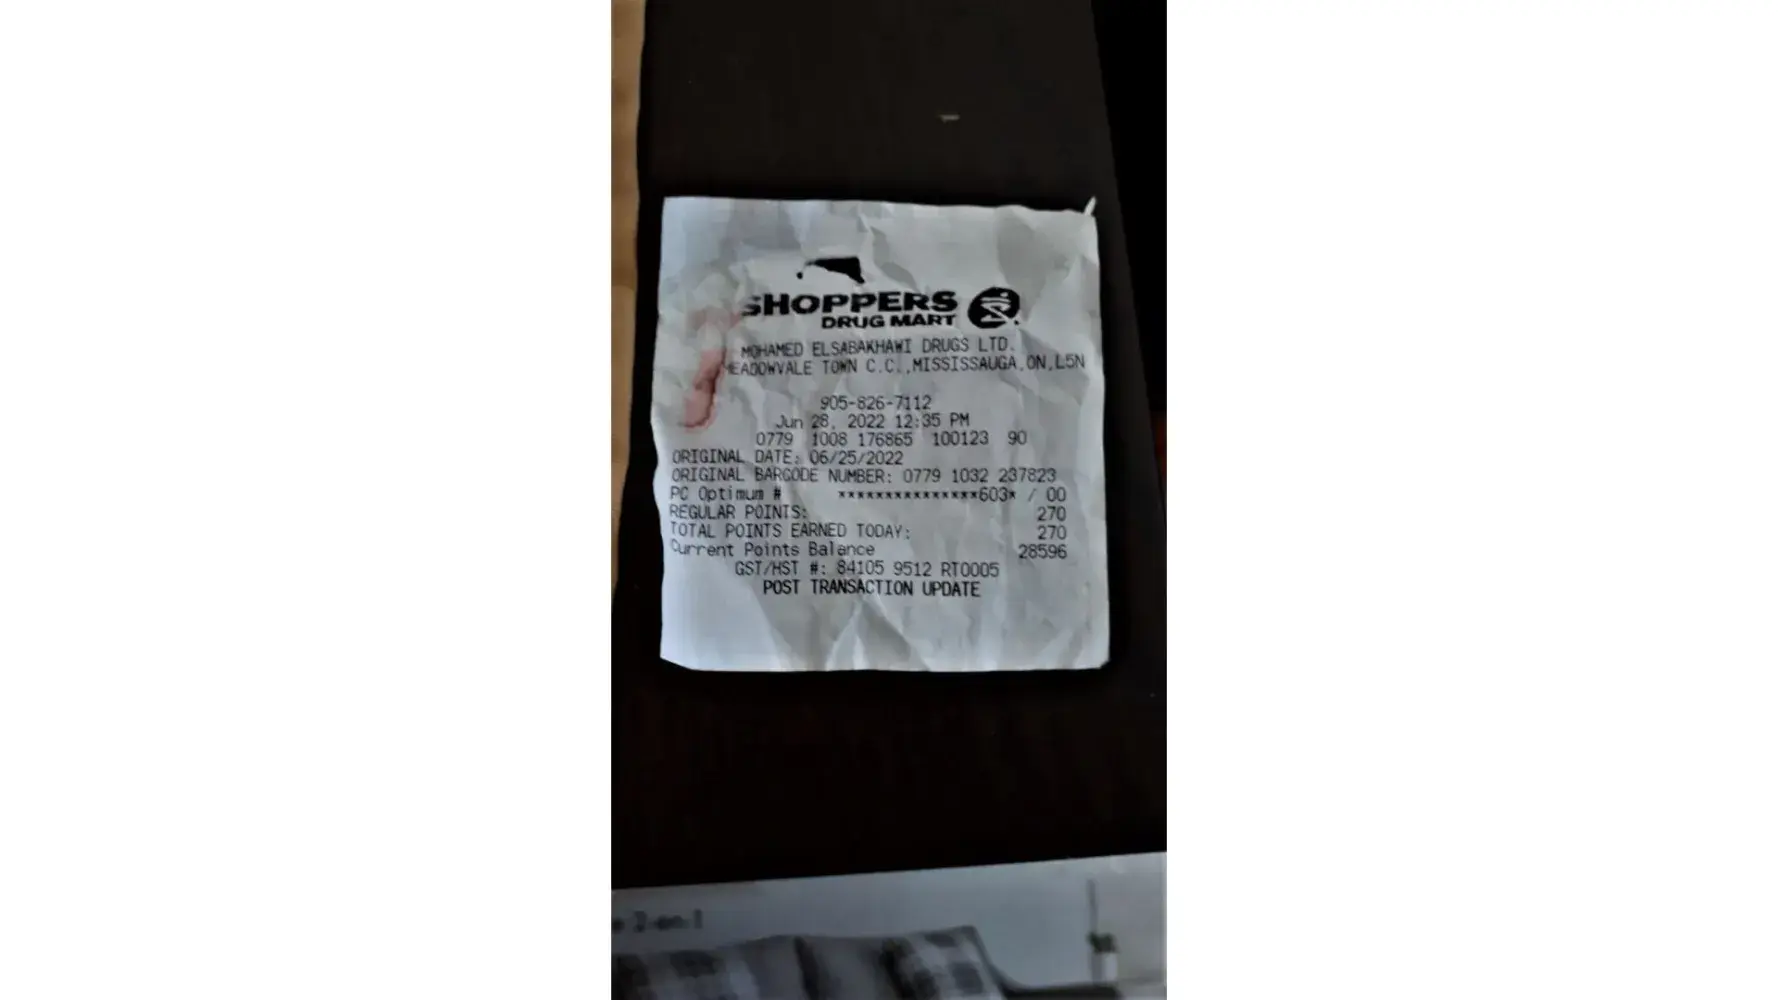 SHOPPERS
DRUG MART
MOHAMED ELSABAKHAWI DRUGS LTD.
MEADOWVALE TOWN C.C.,MISSISSAUGA,ON,L5N
905-826-7112
Jun 28, 2022 12:35 PM
0779 1008 176865 100123 90
ORIGINAL DATE: 06/25/2022
ORIGINAL BARCODE NUMBER: 0779 1032 237823
PC Optimum # ***************603* / 00
REGULAR POINTS: 270
TOTAL POINTS EARNED TODAY: 270
Current Points Balance 28596
GST/HST #: 84105 9512 RT0005
POST TRANSACTION UPDATE
2-en-1